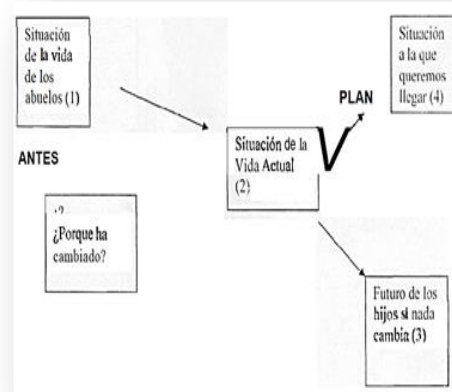 Situación
de la vida
de los
abuelos (1)
Situación
a la que
queremos
llegar (4)
PLAN
ANTES
Situación de la
Vida Actual
(2)
.?
¿Porque ha
cambiado?
Futuro de los
hijos si nada
cambia (3)